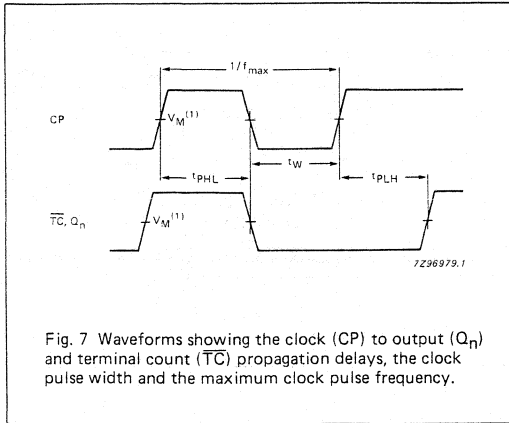 1/fmax
CP
VM(1)
tW
tPHL
tPLH
TC, Qn
VM(1)
7Z96979.1
Fig. 7 Waveforms showing the clock (CP) to output (Qn)
and terminal count (TC) propagation delays, the clock
pulse width and the maximum clock pulse frequency.